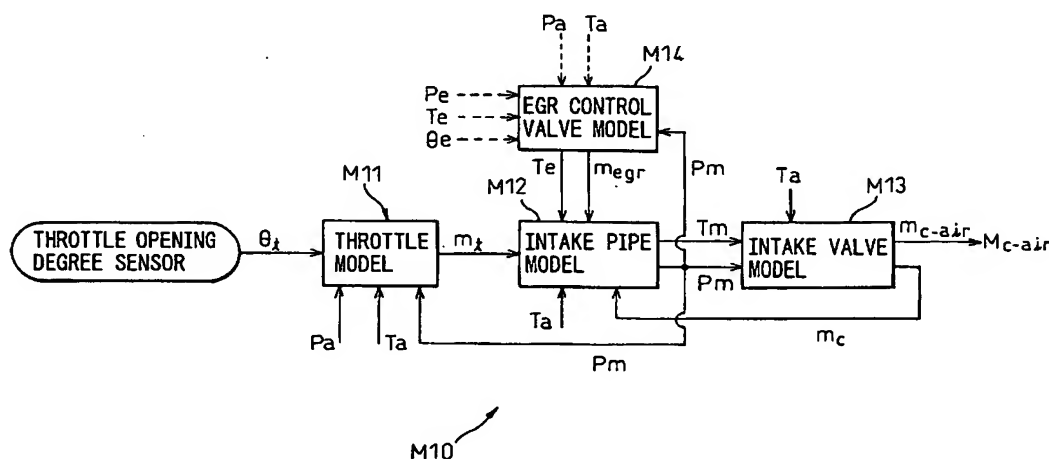 Pa Ta
M14
Pe
Te
θe
EGR CONTROL
VALVE MODEL
Te
megr
Pm
M11
M12
Ta
M13
THROTTLE OPENING
DEGREE SENSOR
θt
THROTTLE
MODEL
mt
INTAKE PIPE
MODEL
Tm
Pm
INTAKE VALVE
MODEL
mc-air
Mc-air
Pa
Ta
Ta
Pm
mc
M10